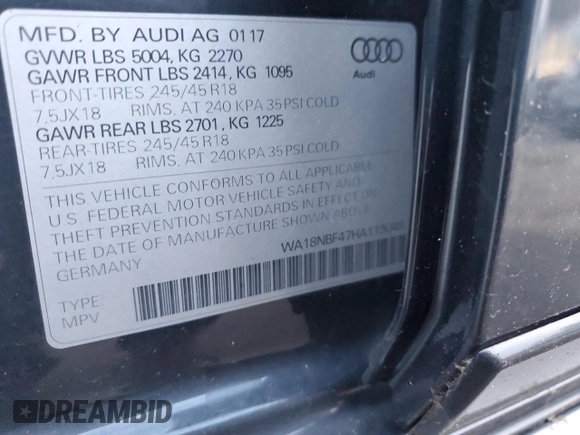 MFD. BY AUDI AG 01 17
GVWR LBS 5004, KG 2270
GAWR FRONT LBS 2414, KG 1095
FRONT-TIRES 245/45 R18
7,5JX18 RIMS, AT 240 KPA 35 PSI COLD
GAWR REAR LBS 2701, KG 1225
REAR-TIRES 245/45 R18
7,5JX18 RIMS, AT 240 KPA 35 PSI COLD
THIS VEHICLE CONFORMS TO ALL APPLICABLE
U.S. FEDERAL MOTOR VEHICLE SAFETY AND
THEFT PREVENTION STANDARDS IN EFFECT ON
THE DATE OF MANUFACTURE SHOWN ABOVE.
GERMANY
TYPE
MPV
Audi
DREAMBID